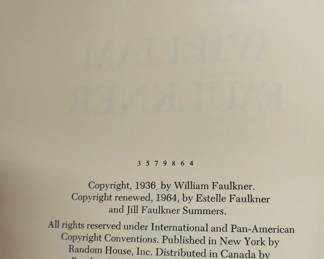 WILLIAM
FAULKNER
3 5 7 9 8 6 4
Copyright, 1936, by William Faulkner.
Copyright renewed, 1964, by Estelle Faulkner
and Jill Faulkner Summers.
All rights reserved under International and Pan-American
Copyright Conventions. Published in New York by
Random House, Inc. Distributed in Canada by